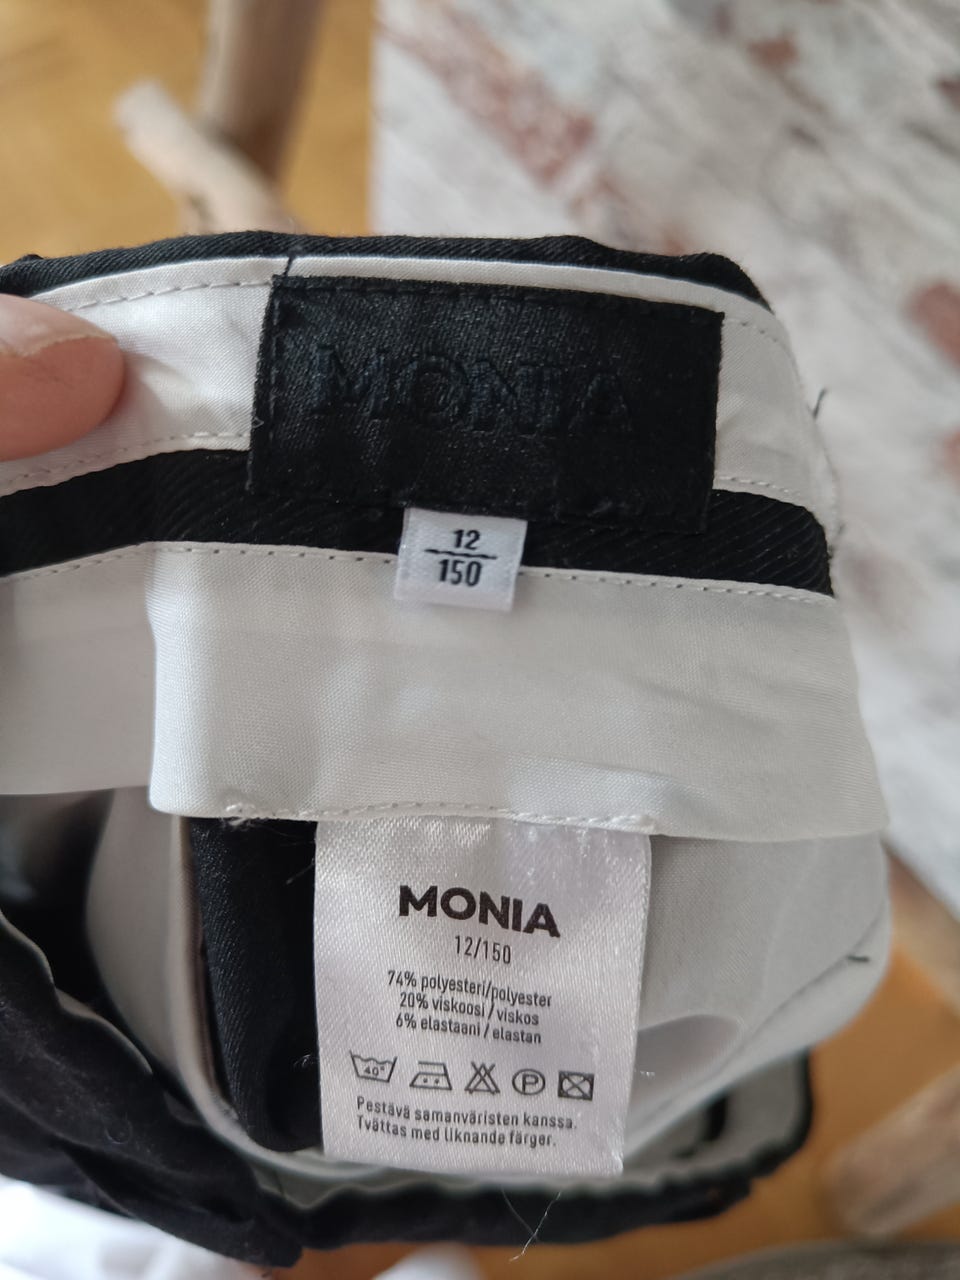 MONIA
12
150
MONIA
12/150
74% polyesteri/polyester
20% viskoosi/viskos
6% elastaani/elastan
40°
P
Pestävä samanväristen kanssa.
Tvättas med liknande färger.